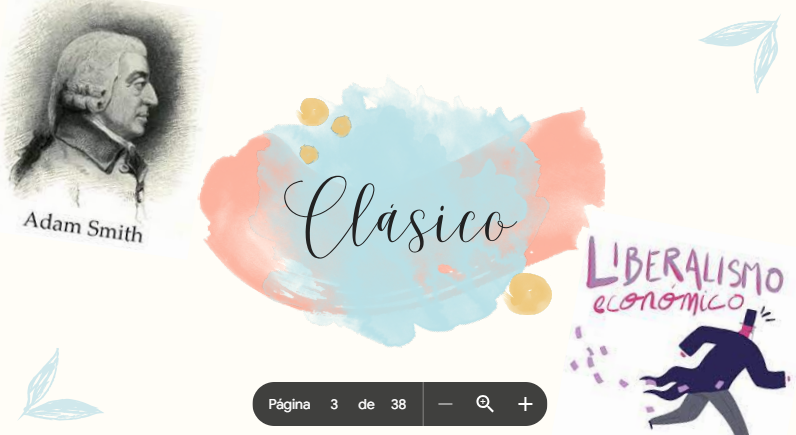 Adam Smith
Clásico
LIBERALISMO
económico
Página 3 de 38